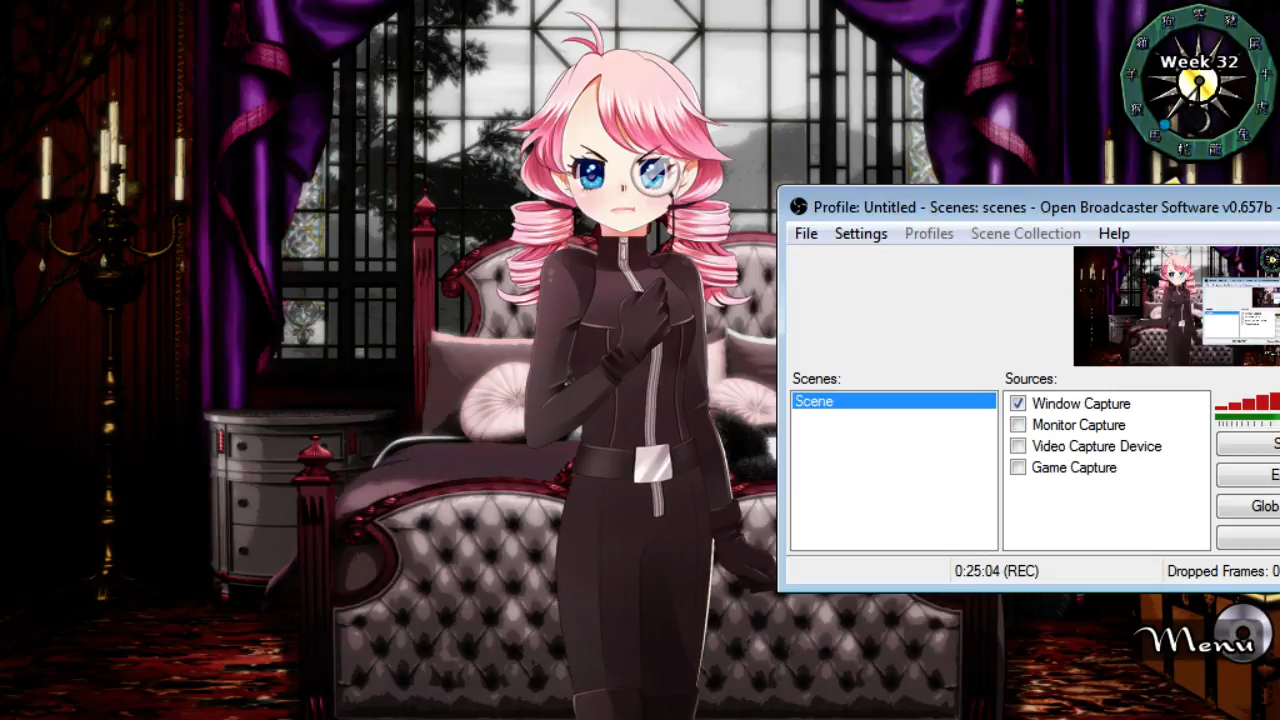 Week 32
Profile: Untitled - Scenes: scenes - Open Broadcaster Software v0.657b -
File Settings Profiles Scene Collection Help
Scenes:
Scene
Sources:
Window Capture
Monitor Capture
Video Capture Device
Game Capture
S
E
Glob
0:25:04 (REC)
Dropped Frames: 0
Menu